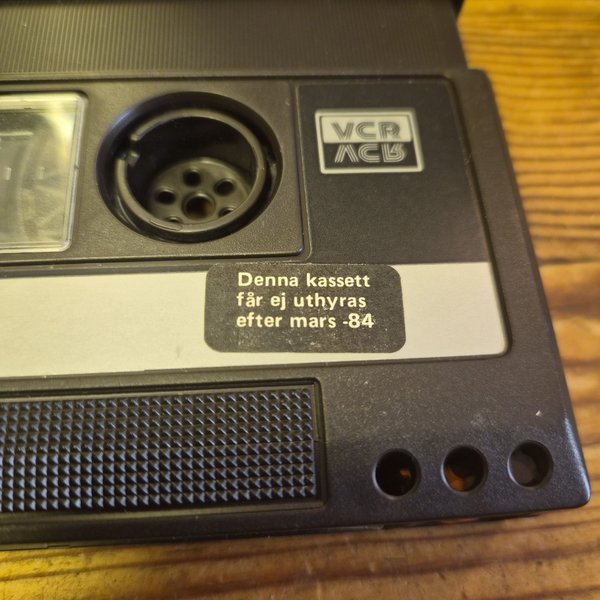 VCR
VCR
Denna kassett
får ej uthyras
efter mars -84